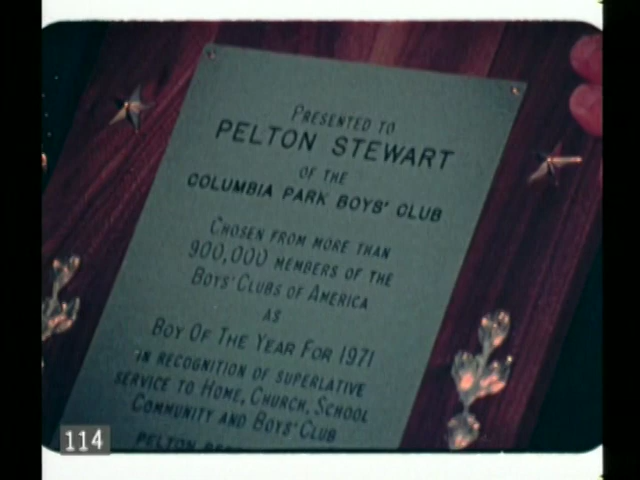 PRESENTED TO
PELTON STEWART
OF THE
COLUMBIA PARK BOYS' CLUB
CHOSEN FROM MORE THAN
900,000 MEMBERS OF THE
BOYS' CLUBS OF AMERICA
AS
BOY OF THE YEAR FOR 1971
IN RECOGNITION OF SUPERLATIVE
SERVICE TO HOME, CHURCH, SCHOOL
COMMUNITY AND BOYS' CLUB
PELTON
114